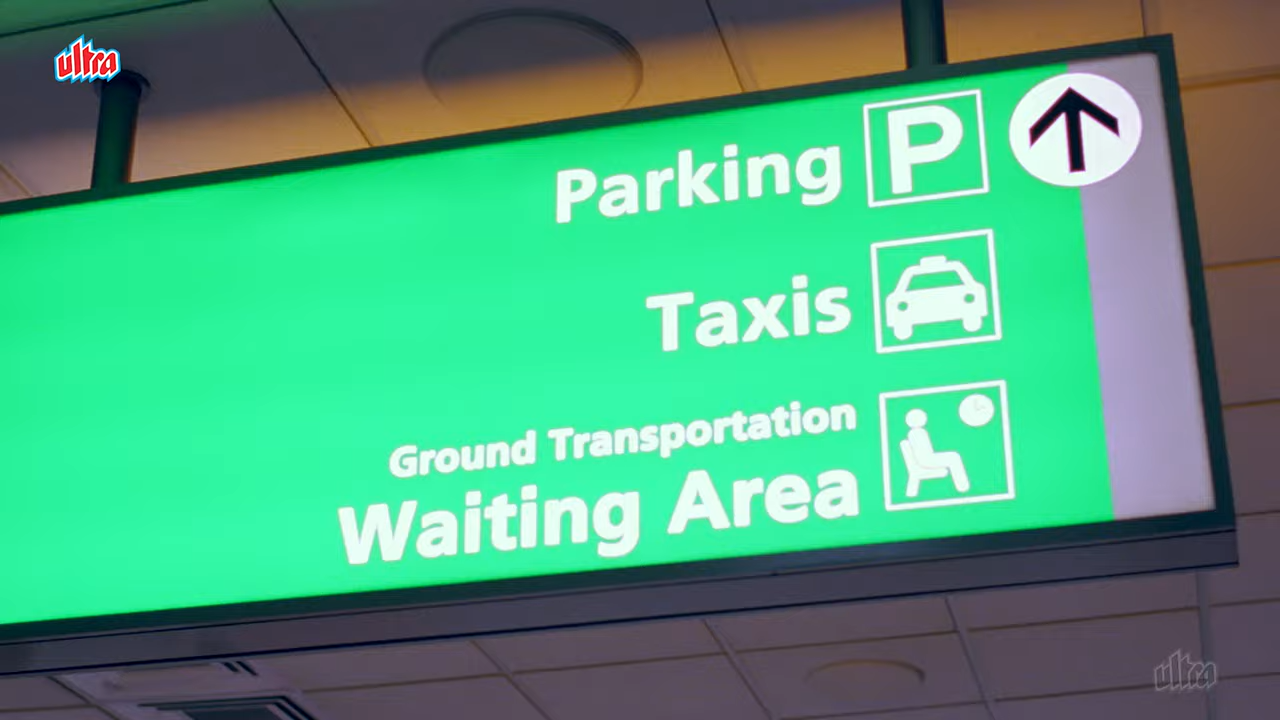 ultra
Parking P
Taxis
Ground Transportation
Waiting Area
ultra